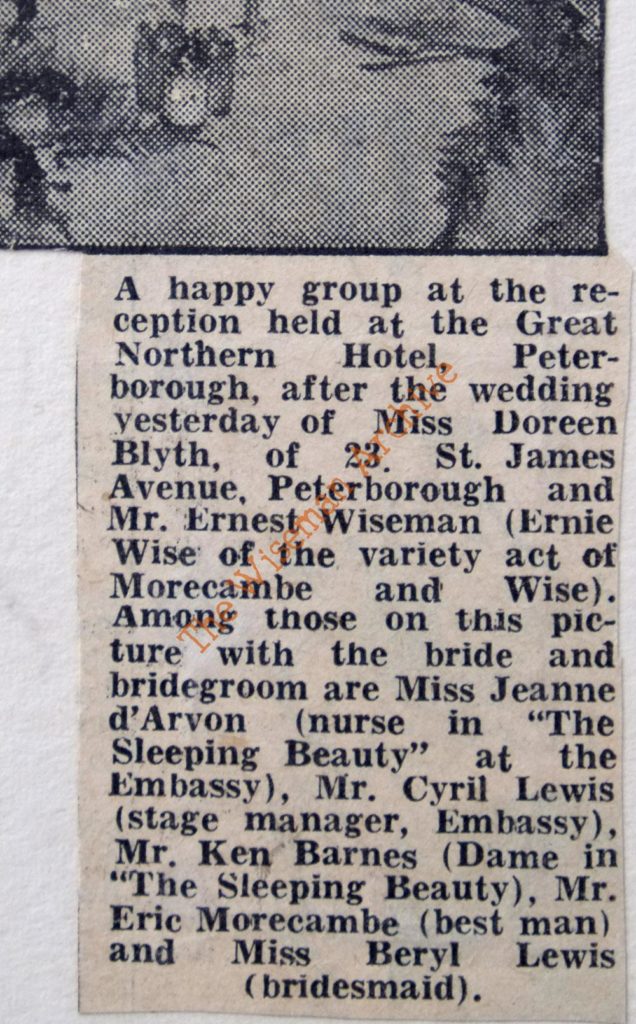 A happy group at the re-
ception held at the Great
Northern Hotel, Peter-
borough, after the wedding
yesterday of Miss Doreen
Blyth, of 23, St. James
Avenue, Peterborough and
Mr. Ernest Wiseman (Ernie
Wise of the variety act of
Morecambe and Wise).
Among those on this pic-
ture with the bride and
bridegroom are Miss Jeanne
d'Arvon (nurse in "The
Sleeping Beauty" at the
Embassy), Mr. Cyril Lewis
(stage manager, Embassy),
Mr. Ken Barnes (Dame in
"The Sleeping Beauty), Mr.
Eric Morecambe (best man)
and Miss Beryl Lewis
(bridesmaid).
The Wiseman Archive